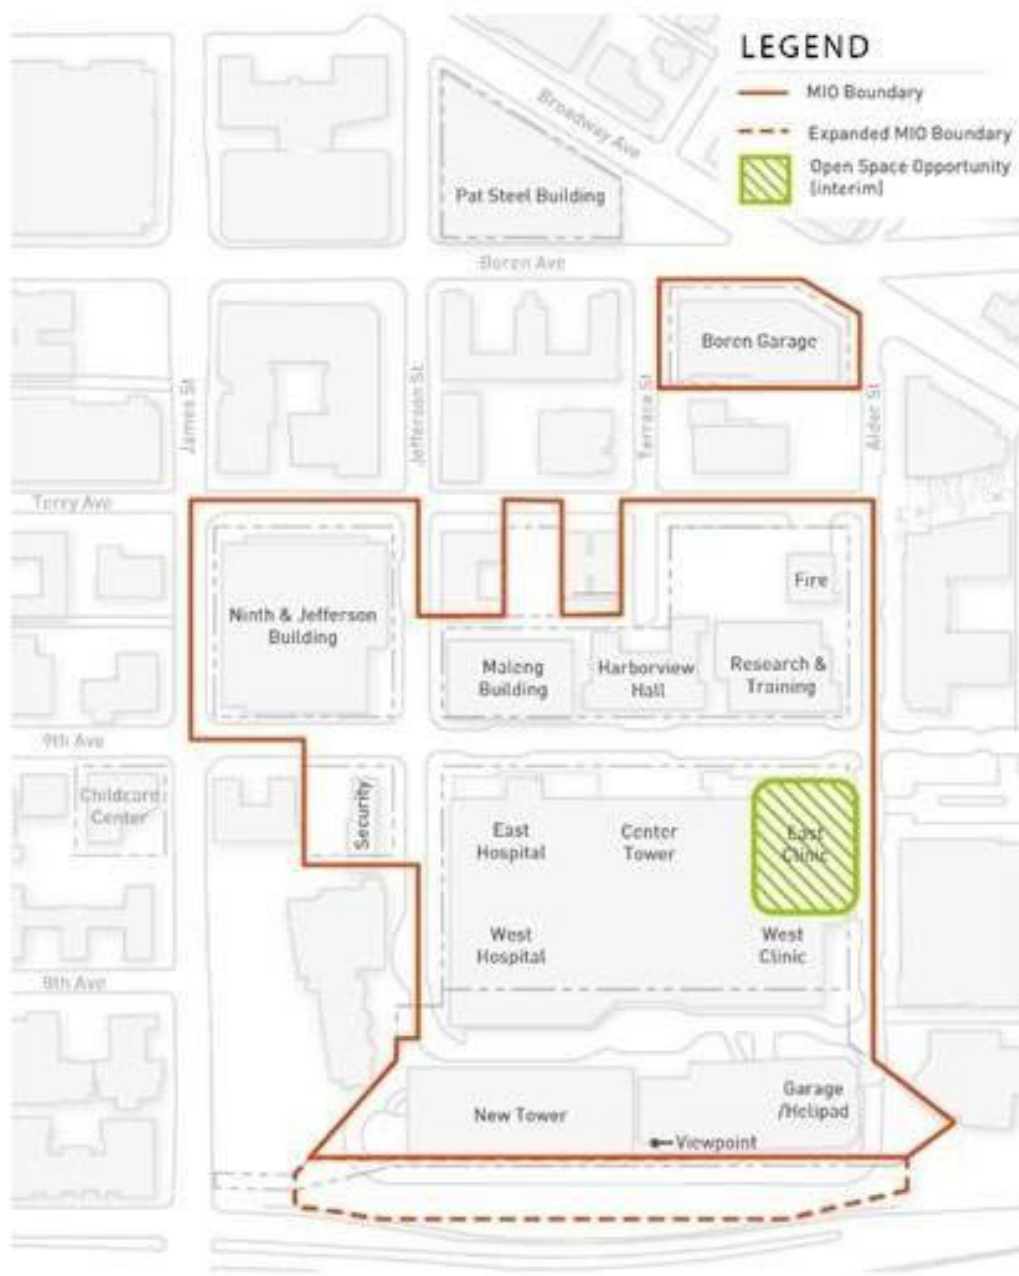 LEGEND
MIO Boundary
Expanded MIO Boundary
Open Space Opportunity
[interim]
Broadway Ave
Pat Steel Building
Boren Ave
Boren Garage
James St
Jefferson St
Terrace St
Alder St
Terry Ave
Fire
Ninth & Jefferson
Building
Maleng
Building
Harborview
Hall
Research &
Training
9th Ave
Childcare
Center
Security
East
Hospital
Center
Tower
East
Clinic
West
Hospital
West
Clinic
8th Ave
New Tower
Garage
/Helipad
Viewpoint